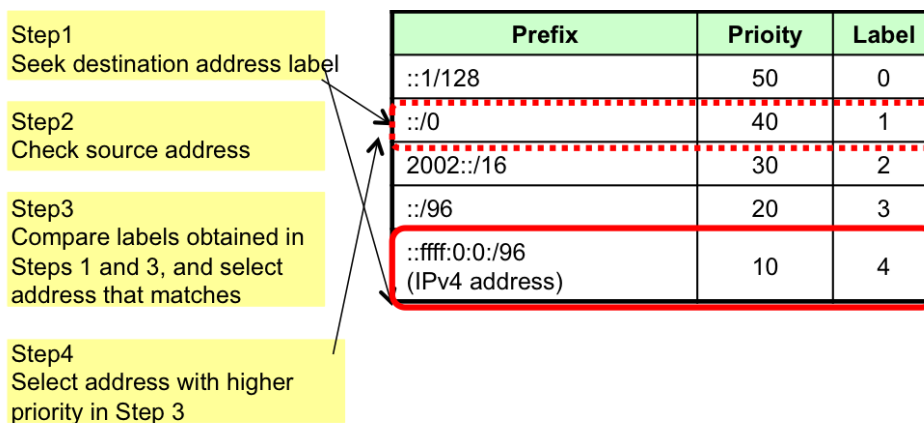 Step1
Seek destination address label
Step2
Check source address
Step3
Compare labels obtained in
Steps 1 and 3, and select
address that matches
Step4
Select address with higher
priority in Step 3
Prefix Prioity Label
::1/128 50 0
::/0 40 1
2002::/16 30 2
::/96 20 3
::ffff:0:0:/96
(IPv4 address) 10 4